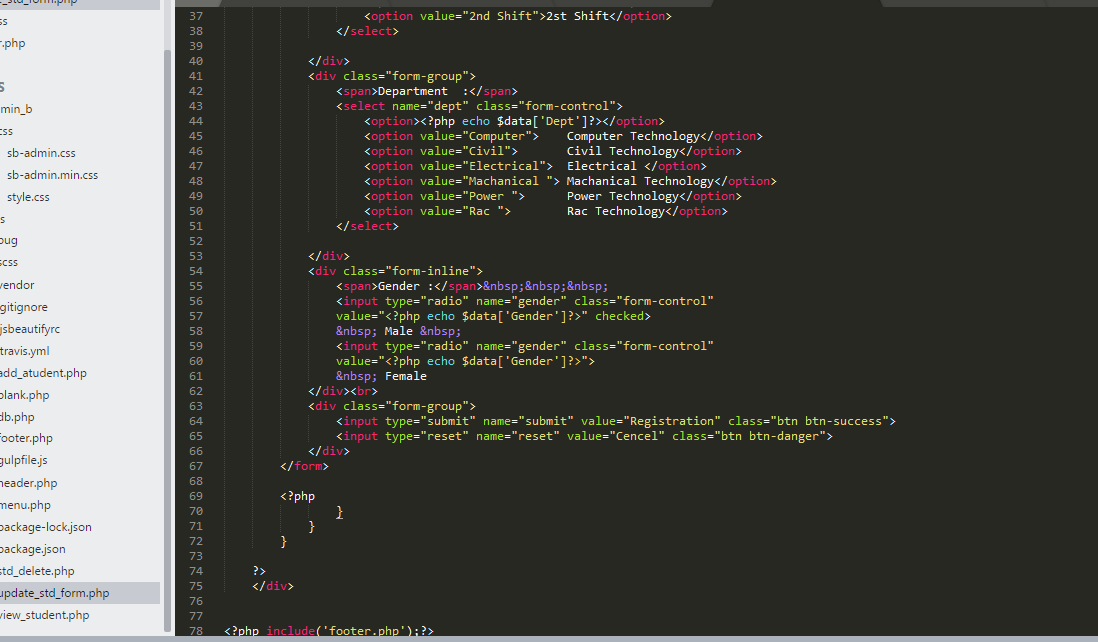 _std_form.php
ss
r.php
S
min_b
css
sb-admin.css
sb-admin.min.css
style.css
s
pug
scss
vendor
gitignore
jsbeautifyrc
travis.yml
add_atudent.php
blank.php
db.php
footer.php
gulpfile.js
header.php
menu.php
package-lock.json
package.json
std_delete.php
update_std_form.php
view_student.php
37 <option value="2nd Shift">2st Shift</option>
38 </select>
39
40 </div>
41 <div class="form-group">
42 <span>Department  :</span>
43 <select name="dept" class="form-control">
44 <option><?php echo $data['Dept']?></option>
45 <option value="Computer">    Computer Technology</option>
46 <option value="Civil">       Civil Technology</option>
47 <option value="Electrical">  Electrical </option>
48 <option value="Machanical "> Machanical Technology</option>
49 <option value="Power ">      Power Technology</option>
50 <option value="Rac ">        Rac Technology</option>
51 </select>
52
53 </div>
54 <div class="form-inline">
55 <span>Gender :</span>&nbsp;&nbsp;&nbsp;
56 <input type="radio" name="gender" class="form-control"
57 value="<?php echo $data['Gender']?>" checked>
58 &nbsp; Male &nbsp;
59 <input type="radio" name="gender" class="form-control"
60 value="<?php echo $data['Gender']?>">
61 &nbsp; Female
62 </div><br>
63 <div class="form-group">
64 <input type="submit" name="submit" value="Registration" class="btn btn-success">
65 <input type="reset" name="reset" value="Cencel" class="btn btn-danger">
66 </div>
67 </form>
68
69 <?php
70 }
71 }
72 }
73
74 ?>
75 </div>
76
77
78 <?php include('footer.php');?>